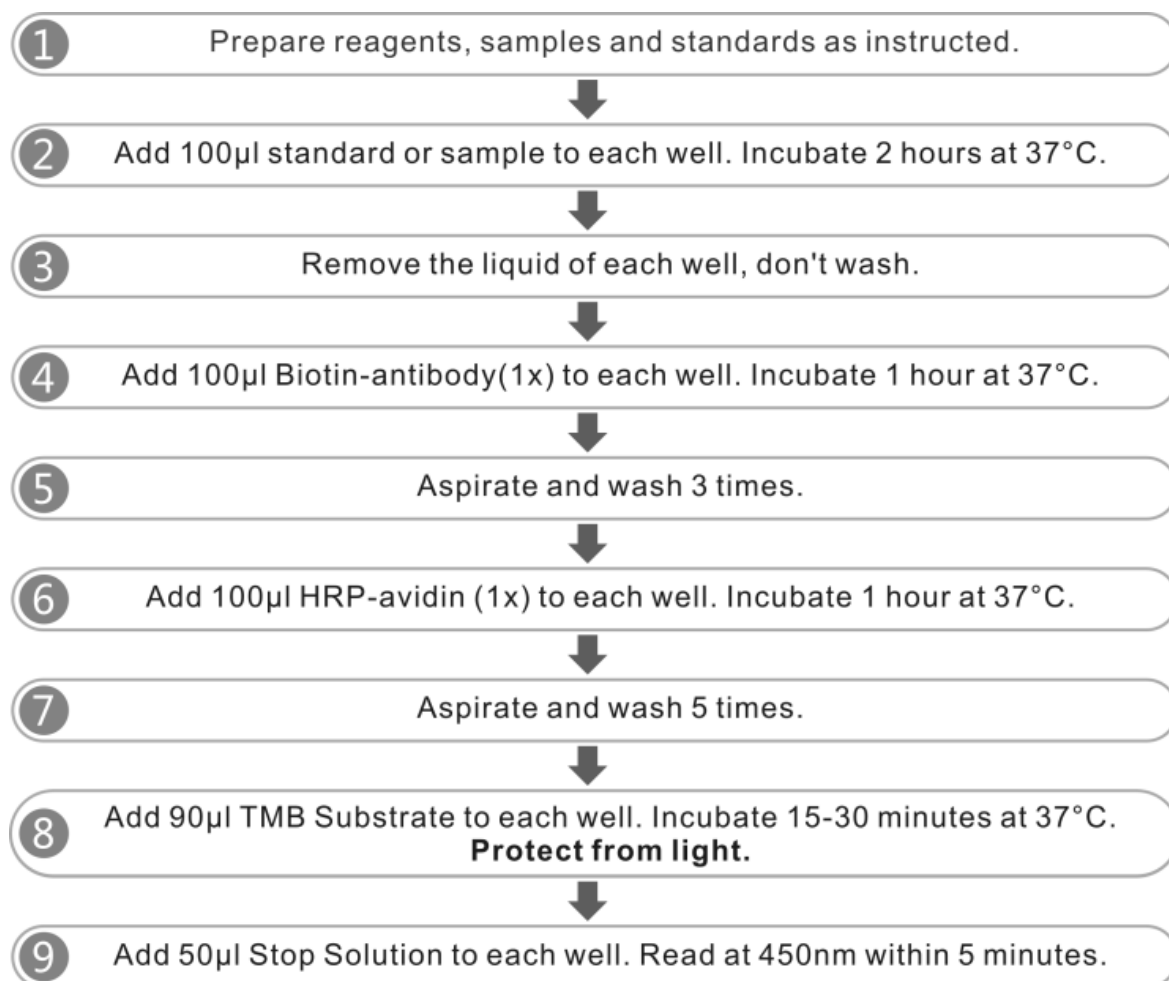 1 Prepare reagents, samples and standards as instructed.
2 Add 100µl standard or sample to each well. Incubate 2 hours at 37°C.
3 Remove the liquid of each well, don't wash.
4 Add 100µl Biotin-antibody(1x) to each well. Incubate 1 hour at 37°C.
5 Aspirate and wash 3 times.
6 Add 100µl HRP-avidin (1x) to each well. Incubate 1 hour at 37°C.
7 Aspirate and wash 5 times.
8 Add 90µl TMB Substrate to each well. Incubate 15-30 minutes at 37°C.
Protect from light.
9 Add 50µl Stop Solution to each well. Read at 450nm within 5 minutes.